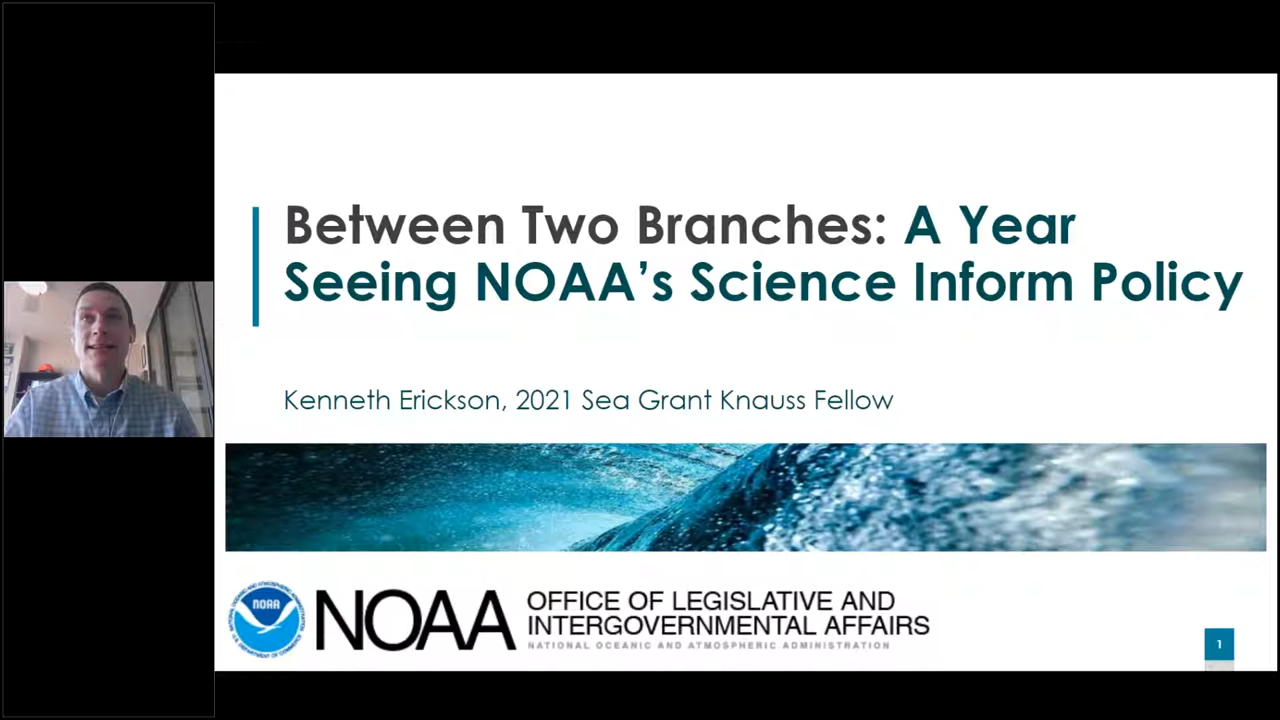 Between Two Branches: A Year
Seeing NOAA's Science Inform Policy
Kenneth Erickson, 2021 Sea Grant Knauss Fellow
NOAA
NOAA
OFFICE OF LEGISLATIVE AND
INTERGOVERNMENTAL AFFAIRS
NATIONAL OCEANIC AND ATMOSPHERIC ADMINISTRATION
1